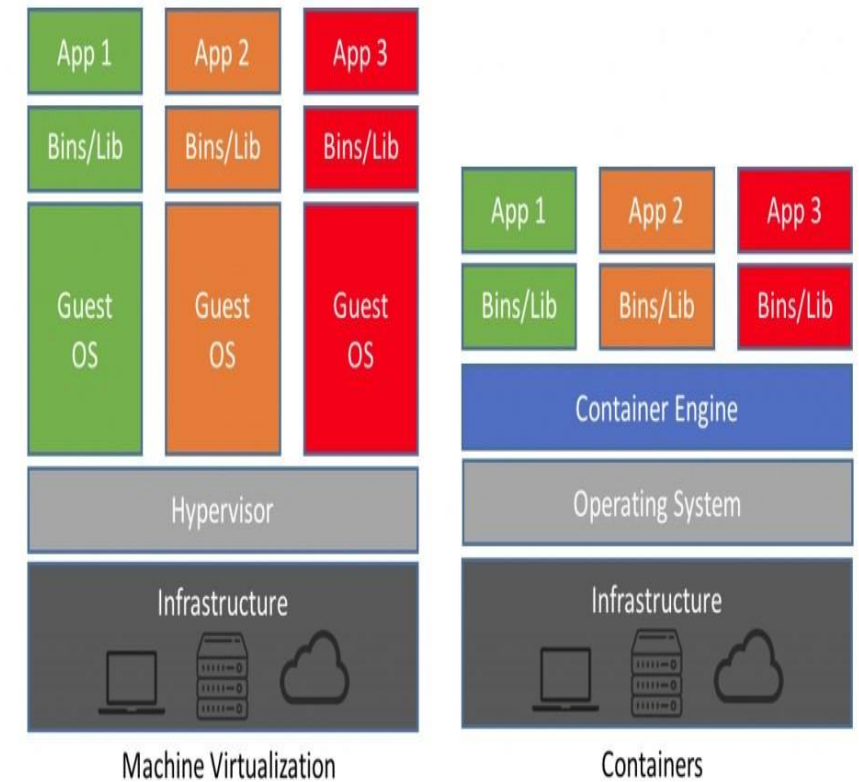 App 1
App 2
App 3
Bins/Lib
Bins/Lib
Bins/Lib
Guest
OS
Guest
OS
Guest
OS
Hypervisor
Infrastructure
Machine Virtualization
App 1
App 2
App 3
Bins/Lib
Bins/Lib
Bins/Lib
Container Engine
Operating System
Infrastructure
Containers